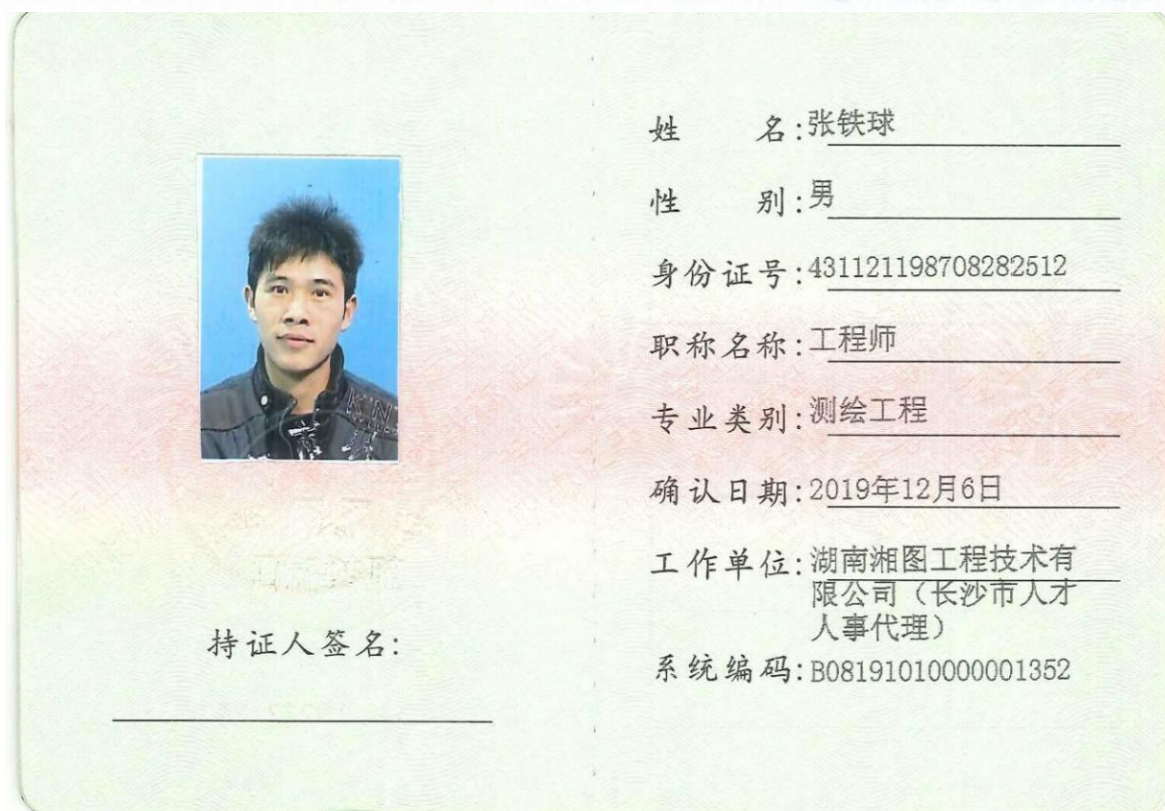 姓 名:张铁球
性 别:男
身份证号:431121198708282512
职称名称:工程师
专业类别:测绘工程
确认日期:2019年12月6日
工作单位:湖南湘图工程技术有
限公司（长沙市人才
人事代理）
系统编码:B08191010000001352
持证人签名: